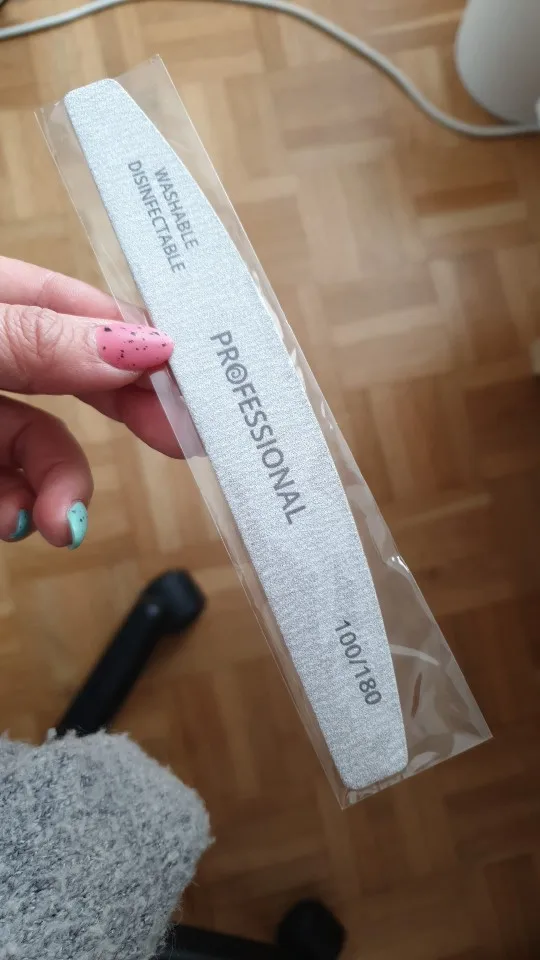 WASHABLE
DISINFECTABLE
PROFESSIONAL
100/180